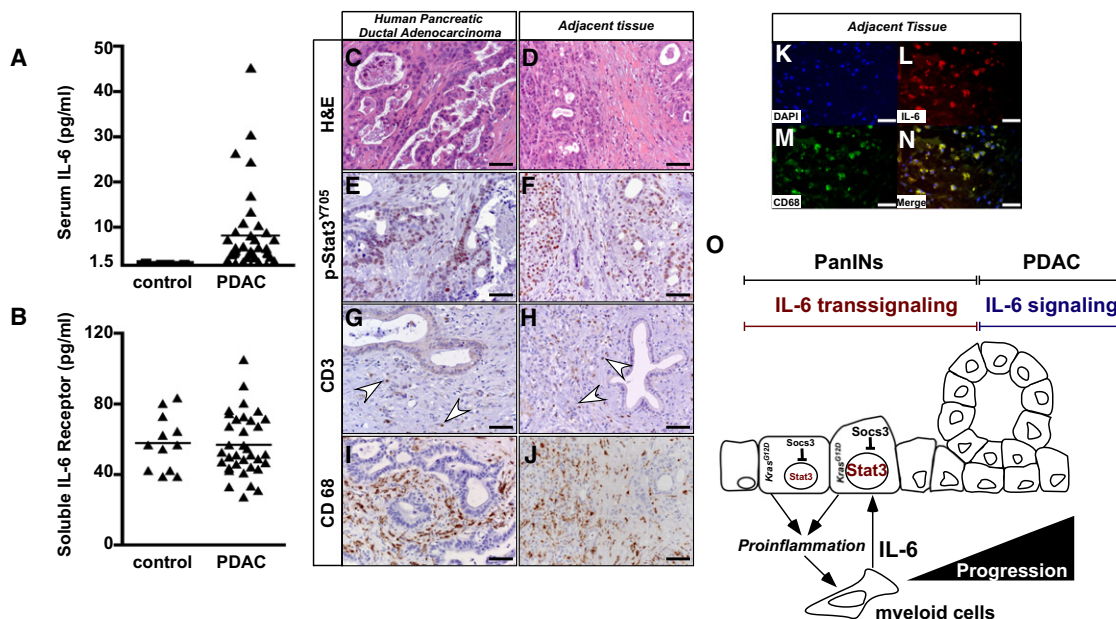 A
50
40
30
20
10
1.5
Serum IL-6 (pg/ml)
control
PDAC
B
120
80
40
0
Soluble IL-6 Receptor (pg/ml)
control
PDAC
Human Pancreatic
Ductal Adenocarcinoma
Adjacent tissue
H&E
C
D
p-Stat3Y705
E
F
CD3
G
H
CD 68
I
J
Adjacent Tissue
K
DAPI
L
IL-6
M
CD68
N
Merge
O
PanINs
PDAC
IL-6 transsignaling
IL-6 signaling
Socs3
KrasG12D
Stat3
Socs3
KrasG12D
Stat3
Proinflammation
IL-6
Progression
myeloid cells